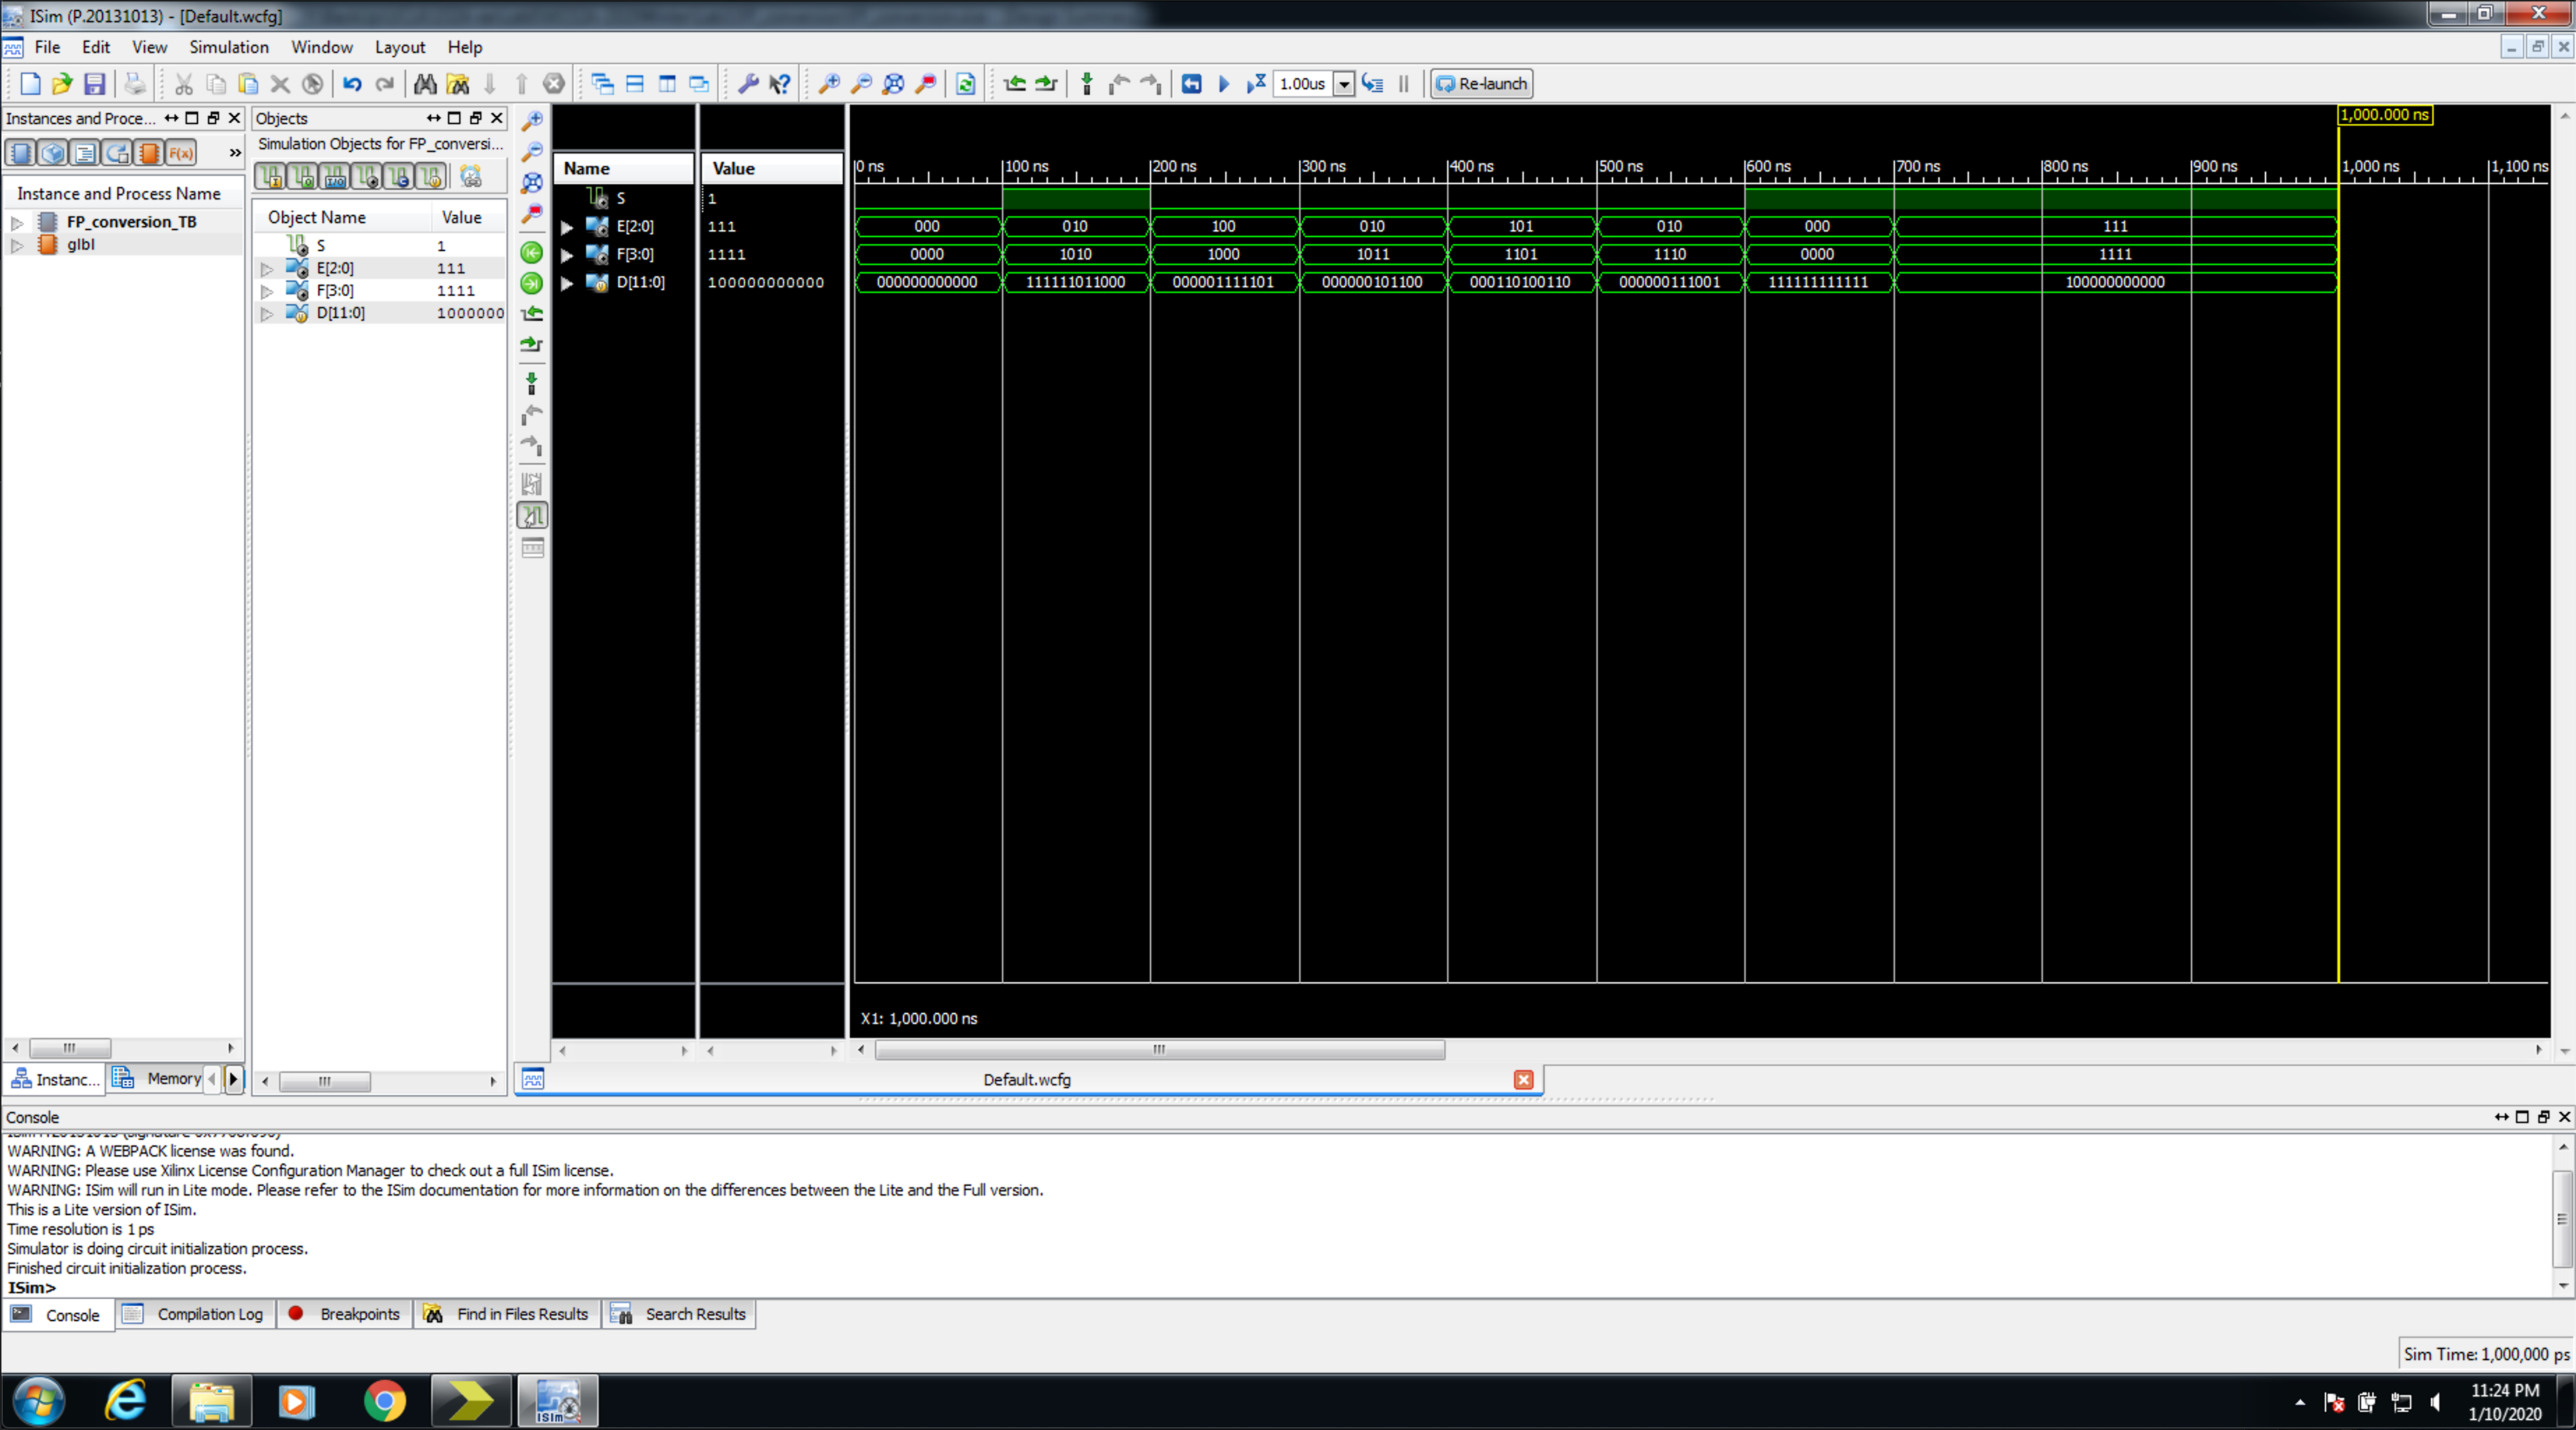 ISim (P.20131013) - [Default.wcfg]
File Edit View Simulation Window Layout Help
1.00us Re-launch
Instances and Proce...
F(x) »
Instance and Process Name
FP_conversion_TB
glbl
Objects
Simulation Objects for FP_conversi...
Object Name Value
S 1
E[2:0] 111
F[3:0] 1111
D[11:0] 1000000
Name Value
S 1
E[2:0] 111
F[3:0] 1111
D[11:0] 100000000000
1,000.000 ns
0 ns 100 ns 200 ns 300 ns 400 ns 500 ns 600 ns 700 ns 800 ns 900 ns 1,000 ns 1,100 ns
000 010 100 010 101 010 000 111
0000 1010 1000 1011 1101 1110 0000 1111
000000000000 111111011000 000001111101 000000101100 000110100110 000000111001 111111111111 100000000000
X1: 1,000.000 ns
Instanc... Memory
Default.wcfg
Console
WARNING: A WEBPACK license was found.
WARNING: Please use Xilinx License Configuration Manager to check out a full ISim license.
WARNING: ISim will run in Lite mode. Please refer to the ISim documentation for more information on the differences between the Lite and the Full version.
This is a Lite version of ISim.
Time resolution is 1 ps
Simulator is doing circuit initialization process.
Finished circuit initialization process.
ISim>
Console Compilation Log Breakpoints Find in Files Results Search Results
Sim Time: 1,000,000 ps
ISim
11:24 PM
1/10/2020